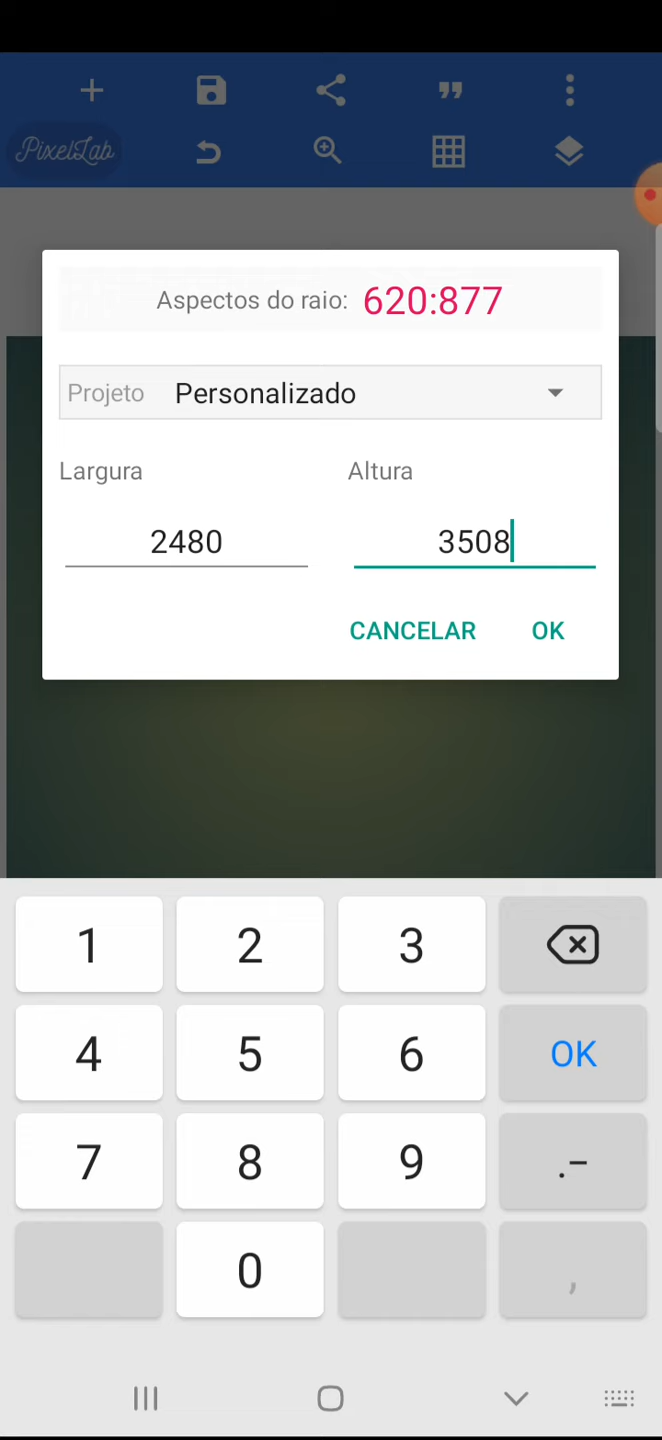 PixelLab
Aspectos do raio: 620:877
Projeto Personalizado
Largura Altura
2480 3508
CANCELAR OK
1 2 3
4 5 6 OK
7 8 9 .-
0 ,